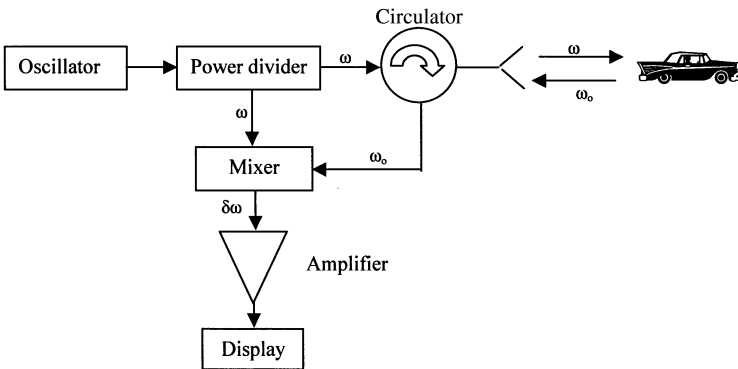 Circulator
Oscillator
Power divider
ω
ω
ωₒ
ω
Mixer
ωₒ
δω
Amplifier
Display